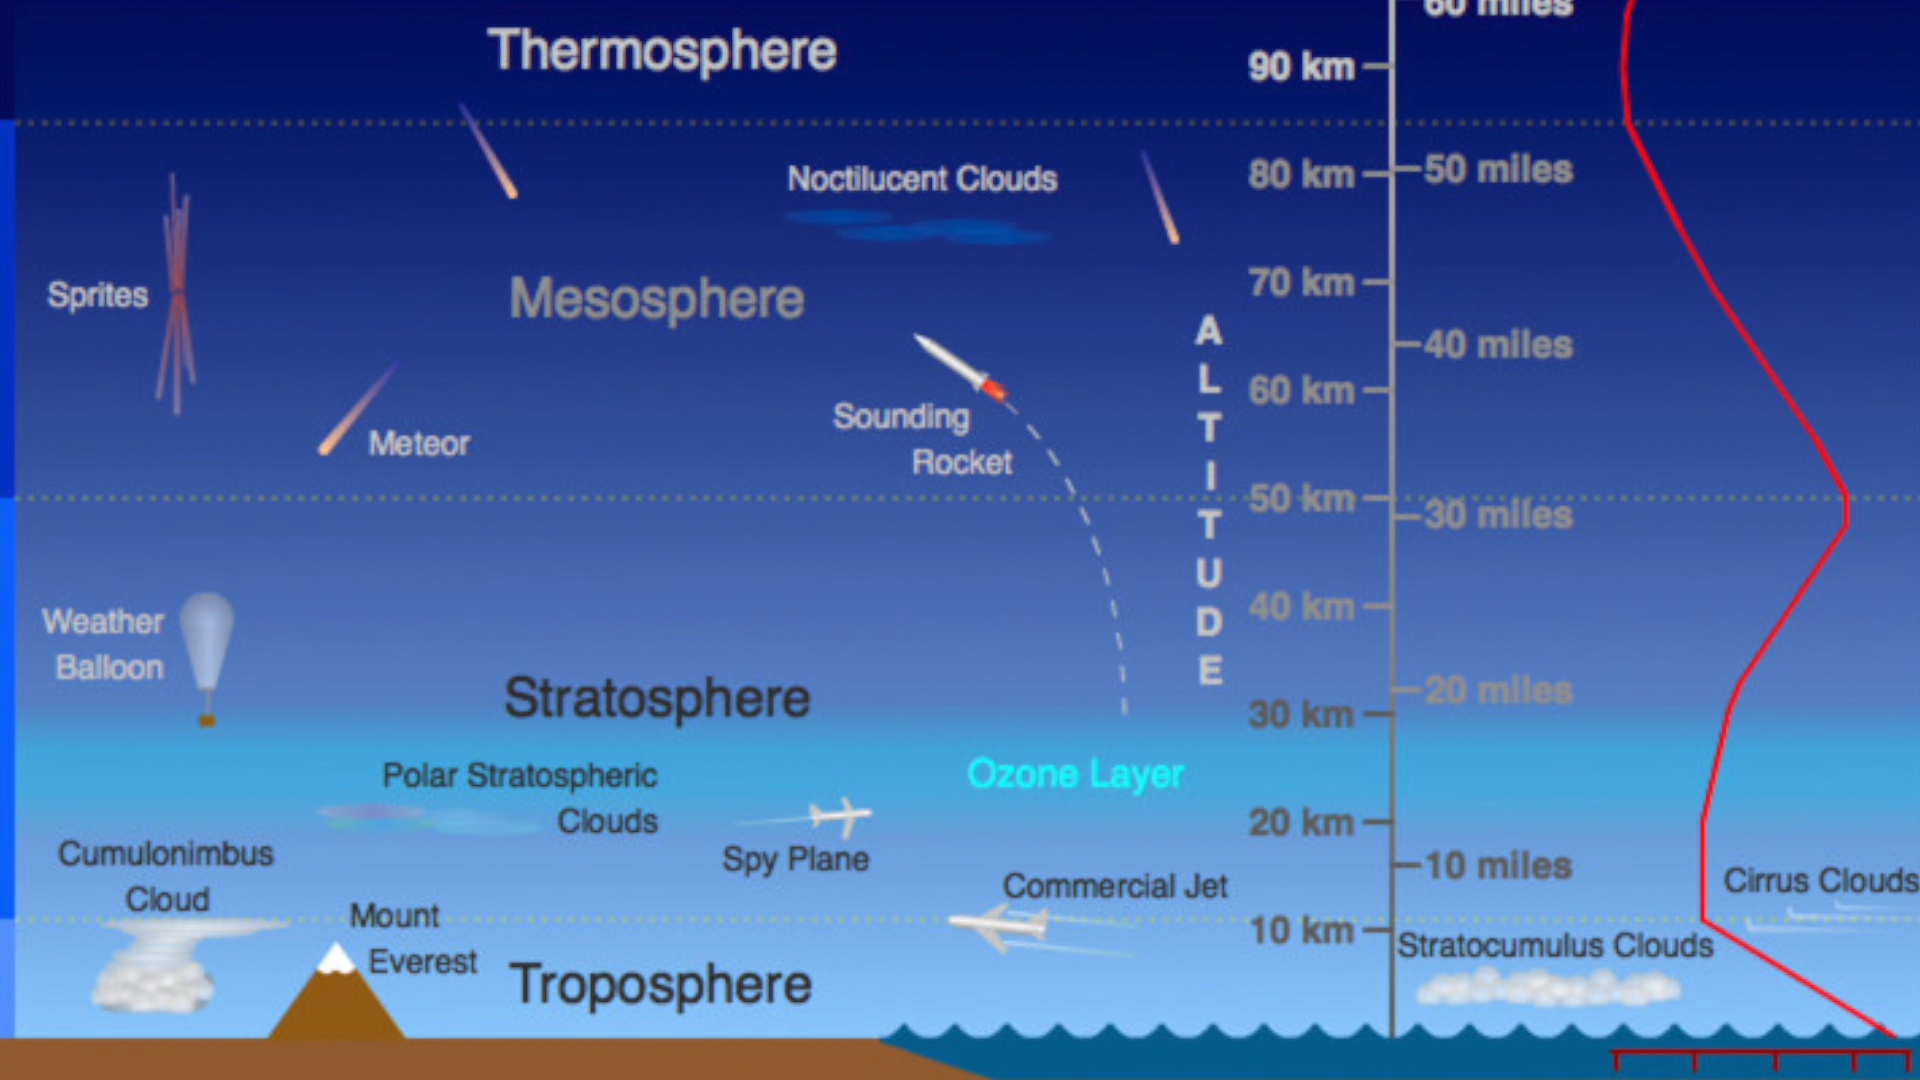 60 miles
Thermosphere
90 km
Noctilucent Clouds
80 km
50 miles
Sprites
Mesosphere
70 km
ALTITUDE
40 miles
60 km
Sounding
Rocket
Meteor
50 km
30 miles
Weather
Balloon
40 km
Stratosphere
20 miles
30 km
Polar Stratospheric
Clouds
Ozone Layer
20 km
Cumulonimbus
Cloud
Spy Plane
10 miles
Commercial Jet
Cirrus Clouds
Mount
Everest
10 km
Stratocumulus Clouds
Troposphere